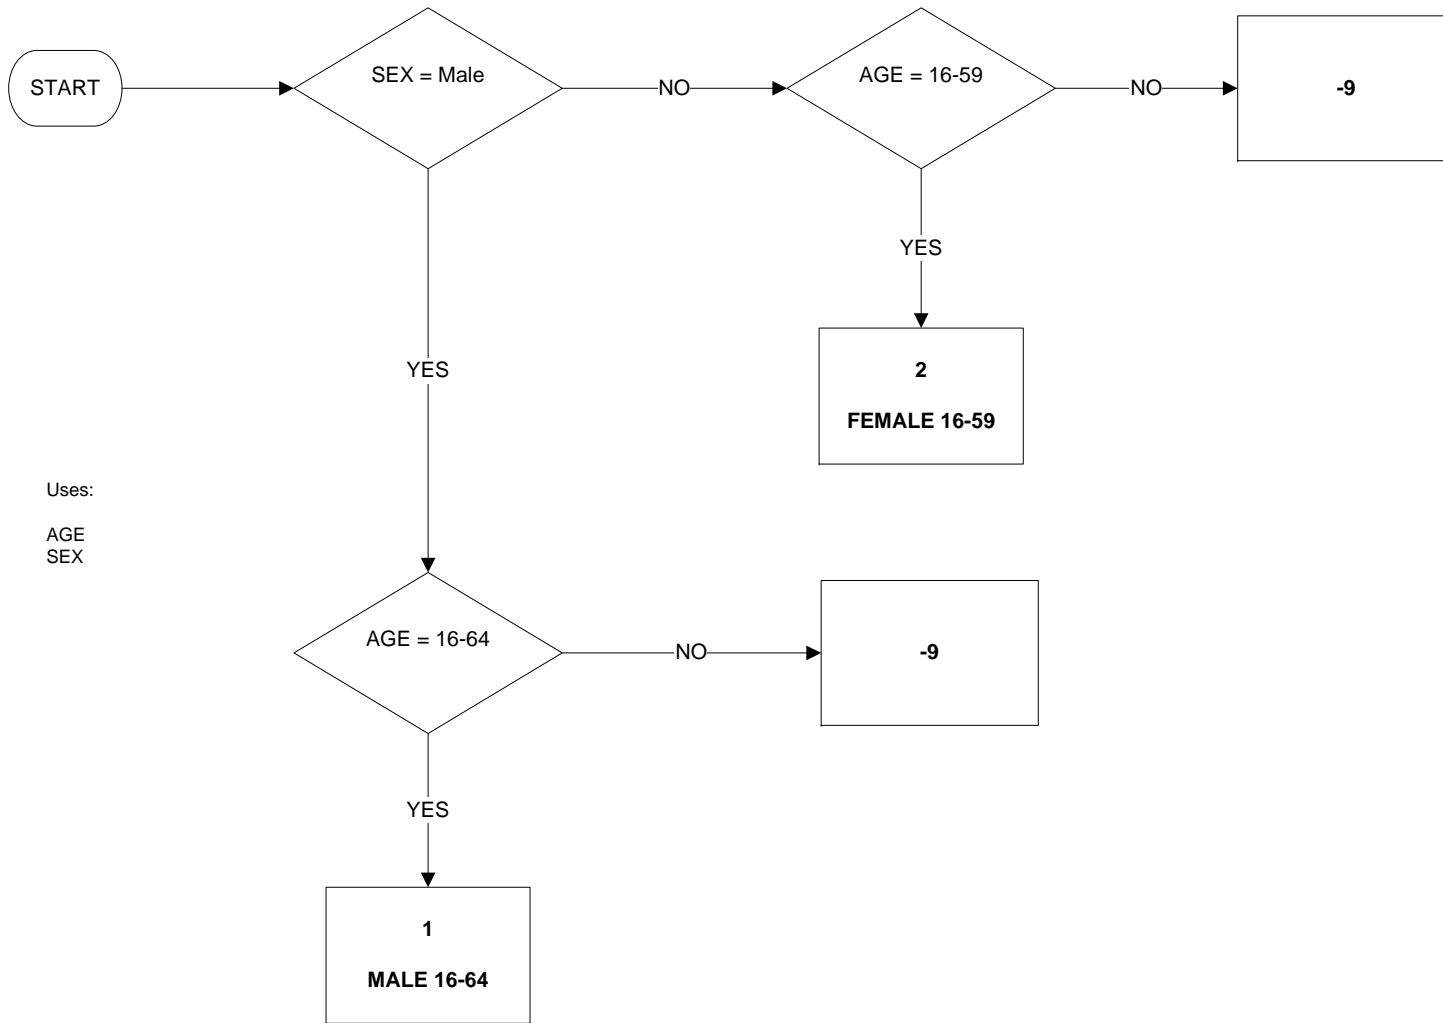 START
SEX = Male
NO
AGE = 16-59
NO
-9
YES
2
FEMALE 16-59
YES
Uses:
AGE
SEX
AGE = 16-64
NO
-9
YES
1
MALE 16-64